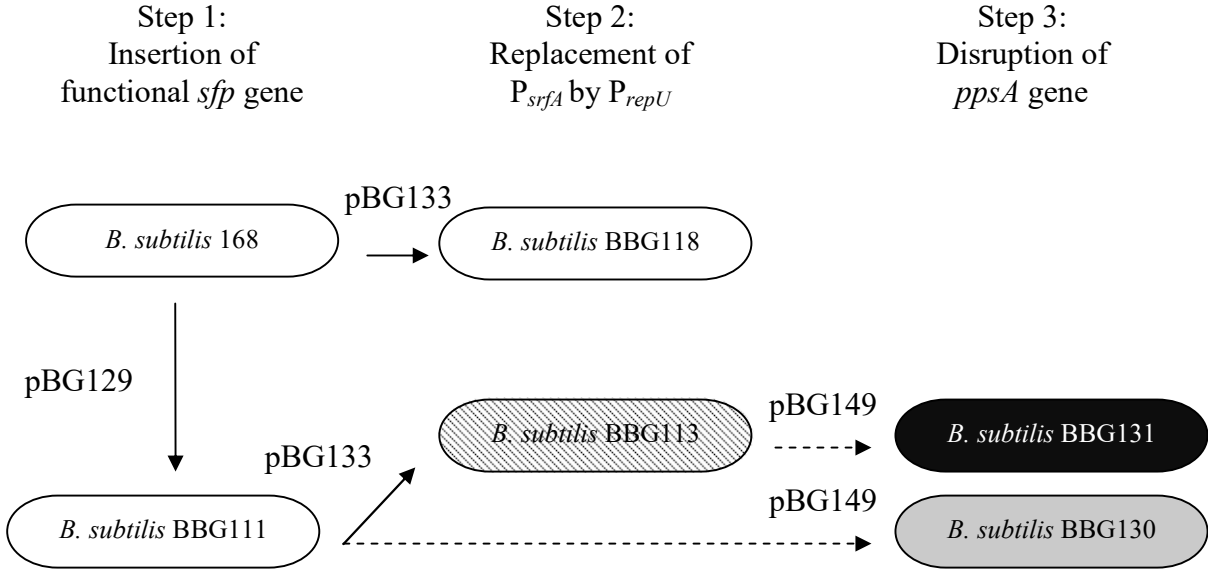 Step 1:
Insertion of
functional sfp gene
Step 2:
Replacement of
PsrfA by PrepU
Step 3:
Disruption of
ppsA gene
pBG133
B. subtilis 168
B. subtilis BBG118
pBG129
pBG133
B. subtilis BBG113
pBG149
B. subtilis BBG131
B. subtilis BBG111
pBG149
B. subtilis BBG130